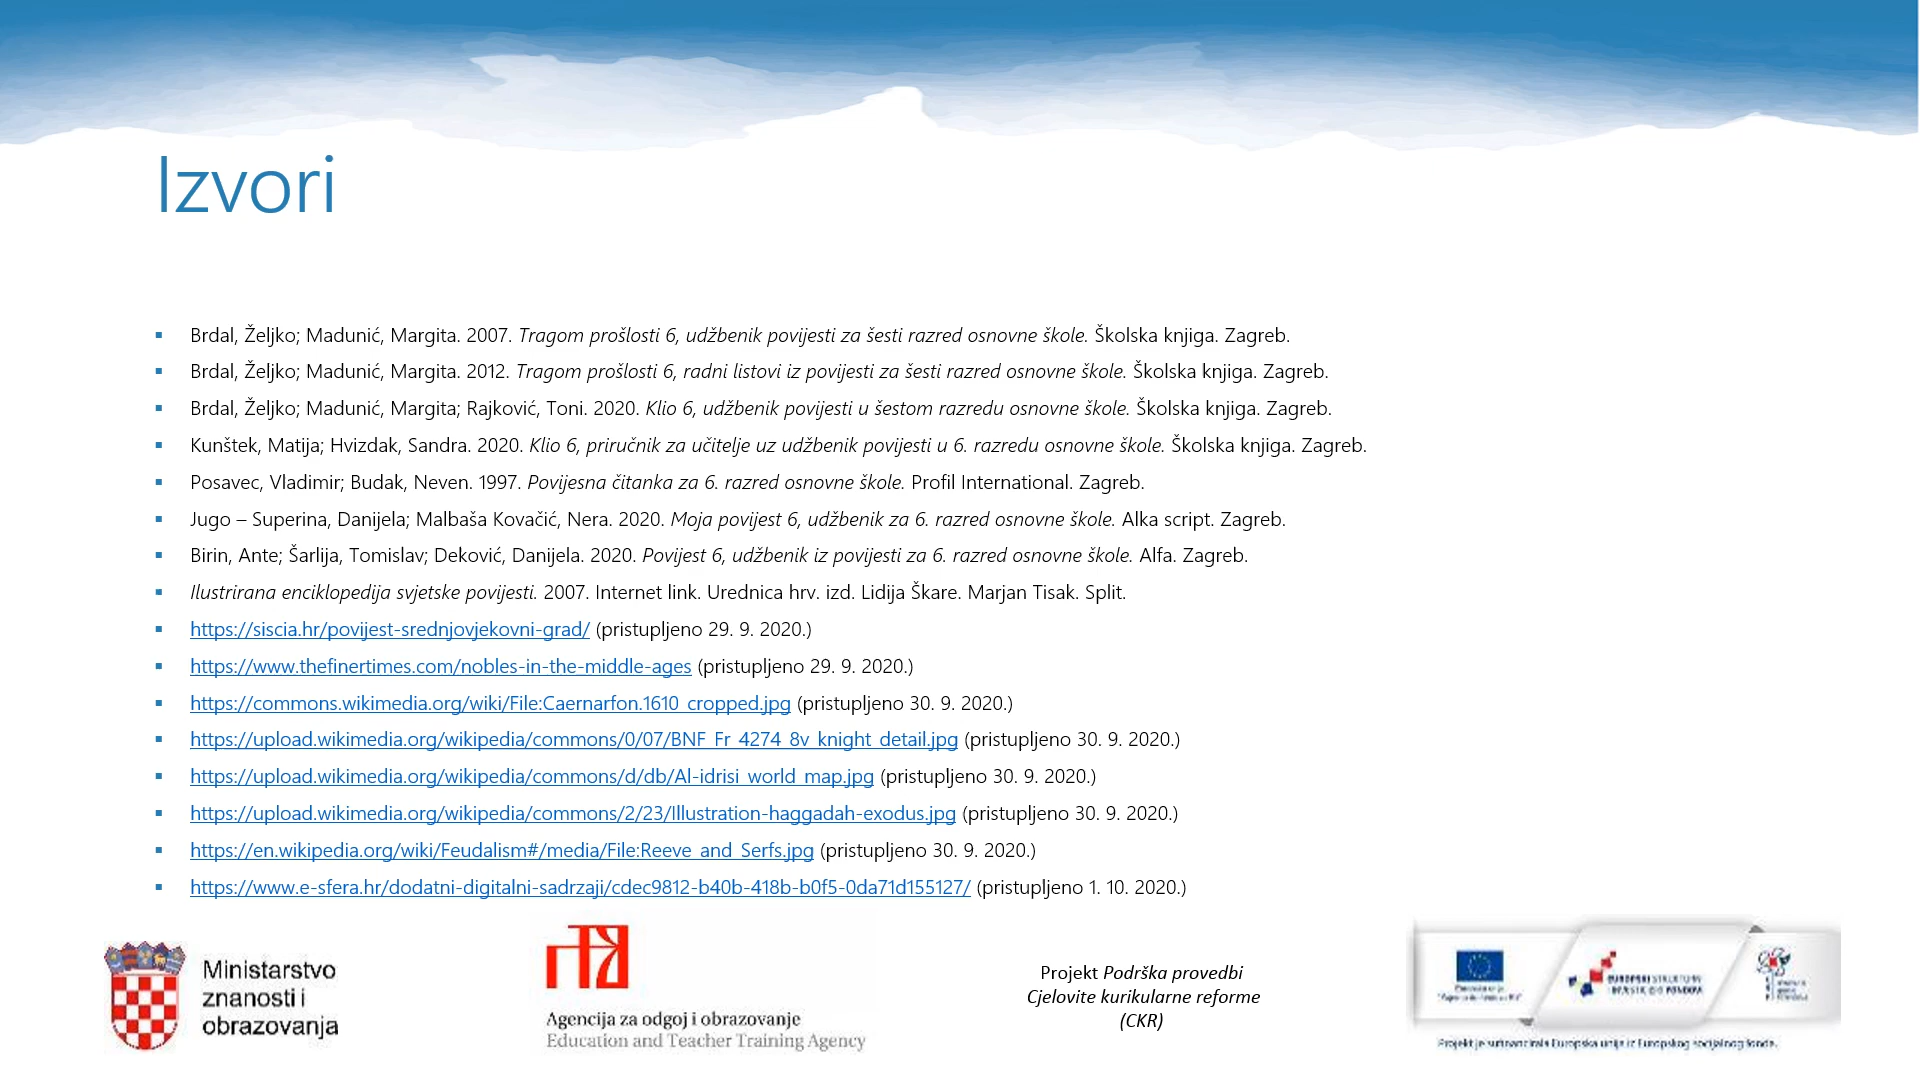 Izvori
Brdal, Željko; Madunić, Margita. 2007. Tragom prošlosti 6, udžbenik povijesti za šesti razred osnovne škole. Školska knjiga. Zagreb.
Brdal, Željko; Madunić, Margita. 2012. Tragom prošlosti 6, radni listovi iz povijesti za šesti razred osnovne škole. Školska knjiga. Zagreb.
Brdal, Željko; Madunić, Margita; Rajković, Toni. 2020. Klio 6, udžbenik povijesti u šestom razredu osnovne škole. Školska knjiga. Zagreb.
Kunštek, Matija; Hvizdak, Sandra. 2020. Klio 6, priručnik za učitelje uz udžbenik povijesti u 6. razredu osnovne škole. Školska knjiga. Zagreb.
Posavec, Vladimir; Budak, Neven. 1997. Povijesna čitanka za 6. razred osnovne škole. Profil International. Zagreb.
Jugo – Superina, Danijela; Malbaša Kovačić, Nera. 2020. Moja povijest 6, udžbenik za 6. razred osnovne škole. Alka script. Zagreb.
Birin, Ante; Šarlija, Tomislav; Deković, Danijela. 2020. Povijest 6, udžbenik iz povijesti za 6. razred osnovne škole. Alfa. Zagreb.
Ilustrirana enciklopedija svjetske povijesti. 2007. Internet link. Urednica hrv. izd. Lidija Škare. Marjan Tisak. Split.
https://siscia.hr/povijest-srednjovjekovni-grad/ (pristupljeno 29. 9. 2020.)
https://www.thefinertimes.com/nobles-in-the-middle-ages (pristupljeno 29. 9. 2020.)
https://commons.wikimedia.org/wiki/File:Caernarfon.1610_cropped.jpg (pristupljeno 30. 9. 2020.)
https://upload.wikimedia.org/wikipedia/commons/0/07/BNF_Fr_4274_8v_knight_detail.jpg (pristupljeno 30. 9. 2020.)
https://upload.wikimedia.org/wikipedia/commons/d/db/Al-idrisi_world_map.jpg (pristupljeno 30. 9. 2020.)
https://upload.wikimedia.org/wikipedia/commons/2/23/Illustration-haggadah-exodus.jpg (pristupljeno 30. 9. 2020.)
https://en.wikipedia.org/wiki/Feudalism#/media/File:Reeve_and_Serfs.jpg (pristupljeno 30. 9. 2020.)
https://www.e-sfera.hr/dodatni-digitalni-sadrzaji/cdec9812-b40b-418b-b0f5-0da71d155127/ (pristupljeno 1. 10. 2020.)
Ministarstvo
znanosti i
obrazovanja
Agencija za odgoj i obrazovanje
Education and Teacher Training Agency
Projekt Podrška provedbi
Cjelovite kurikularne reforme
(CKR)
EUROPSKI STRUKTURNI
I INVESTICIJSKI FONDOVI
Projekt je sufinancirala Europska unija iz Europskog socijalnog fonda.